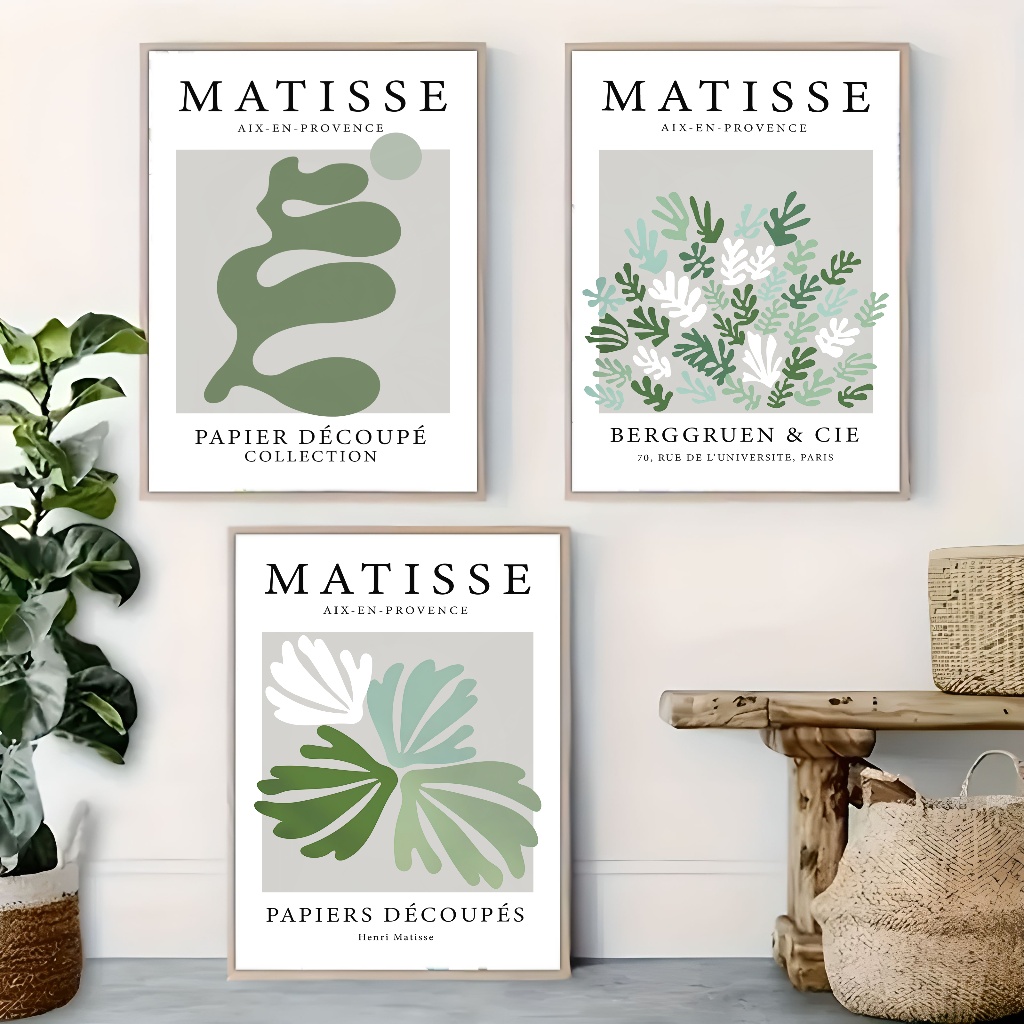 MATISSE
AIX-EN-PROVENCE
PAPIER DÉCOUPÉ
COLLECTION
MATISSE
AIX-EN-PROVENCE
BERGGRUEN & CIE
70, RUE DE L'UNIVERSITE, PARIS
MATISSE
AIX-EN-PROVENCE
PAPIERS DÉCOUPÉS
Henri Matisse